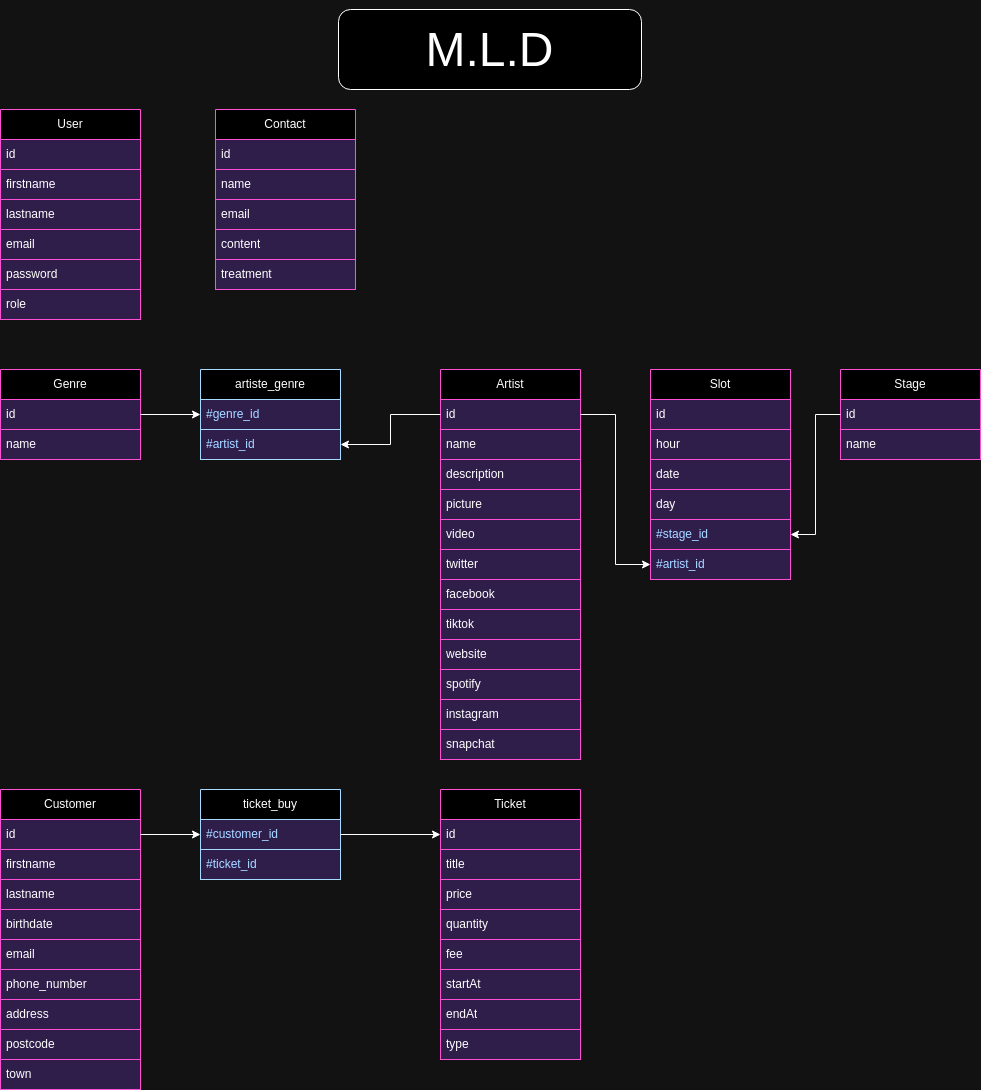 M.L.D
User
id
firstname
lastname
email
password
role
Contact
id
name
email
content
treatment
Genre
id
name
artiste_genre
#genre_id
#artist_id
Artist
id
name
description
picture
video
twitter
facebook
tiktok
website
spotify
instagram
snapchat
Slot
id
hour
date
day
#stage_id
#artist_id
Stage
id
name
Customer
id
firstname
lastname
birthdate
email
phone_number
address
postcode
town
ticket_buy
#customer_id
#ticket_id
Ticket
id
title
price
quantity
fee
startAt
endAt
type